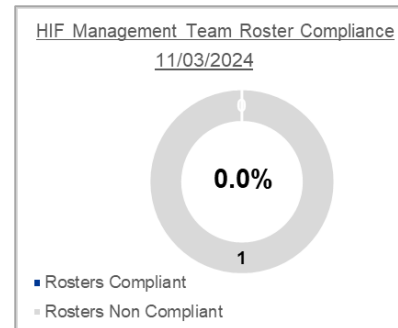 HIF Management Team Roster Compliance
11/03/2024
0
0.0%
1
Rosters Compliant
Rosters Non Compliant